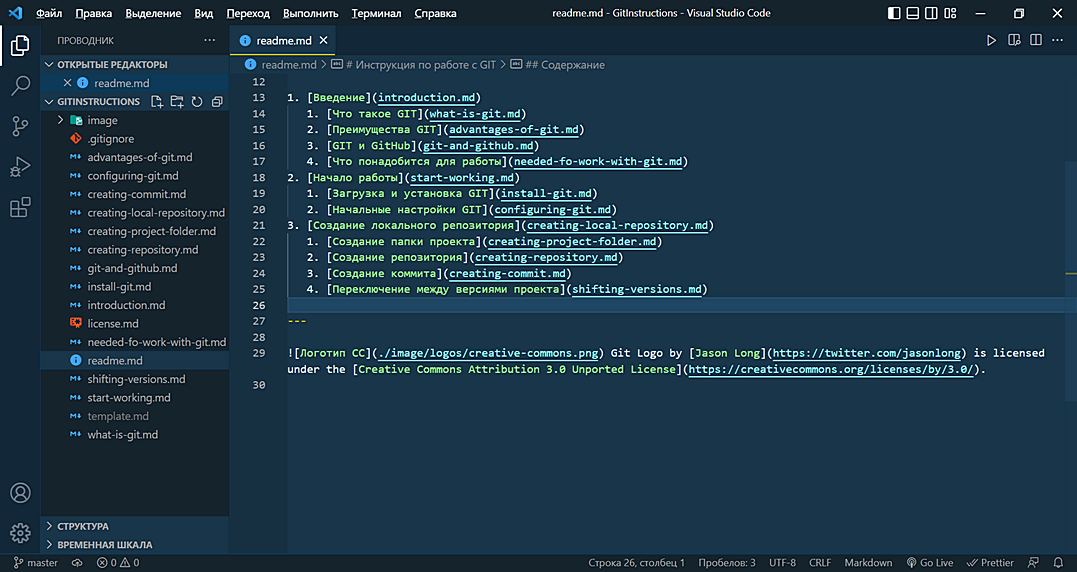 Файл Правка Выделение Вид Переход Выполнить Терминал Справка readme.md - GitInstructions - Visual Studio Code
ПРОВОДНИК
ОТКРЫТЫЕ РЕДАКТОРЫ
readme.md
GITINSTRUCTIONS
image
.gitignore
advantages-of-git.md
configuring-git.md
creating-commit.md
creating-local-repository.md
creating-project-folder.md
creating-repository.md
git-and-github.md
install-git.md
introduction.md
license.md
needed-fo-work-with-git.md
readme.md
shifting-versions.md
start-working.md
template.md
what-is-git.md
СТРУКТУРА
ВРЕМЕННАЯ ШКАЛА
readme.md
readme.md > # Инструкция по работе с GIT > ## Содержание
12
13 1. [Введение](introduction.md)
14 1. [Что такое GIT](what-is-git.md)
15 2. [Преимущества GIT](advantages-of-git.md)
16 3. [GIT и GitHub](git-and-github.md)
17 4. [Что понадобится для работы](needed-fo-work-with-git.md)
18 2. [Начало работы](start-working.md)
19 1. [Загрузка и установка GIT](install-git.md)
20 2. [Начальные настройки GIT](configuring-git.md)
21 3. [Создание локального репозитория](creating-local-repository.md)
22 1. [Создание папки проекта](creating-project-folder.md)
23 2. [Создание репозитория](creating-repository.md)
24 3. [Создание коммита](creating-commit.md)
25 4. [Переключение между версиями проекта](shifting-versions.md)
26
27 ---
28
29 ![Логотип CC](./image/logos/creative-commons.png) Git Logo by [Jason Long](https://twitter.com/jasonlong) is licensed
under the [Creative Commons Attribution 3.0 Unported License](https://creativecommons.org/licenses/by/3.0/).
30
master 0 0 Строка 26, столбец 1 Пробелов: 3 UTF-8 CRLF Markdown Go Live Prettier